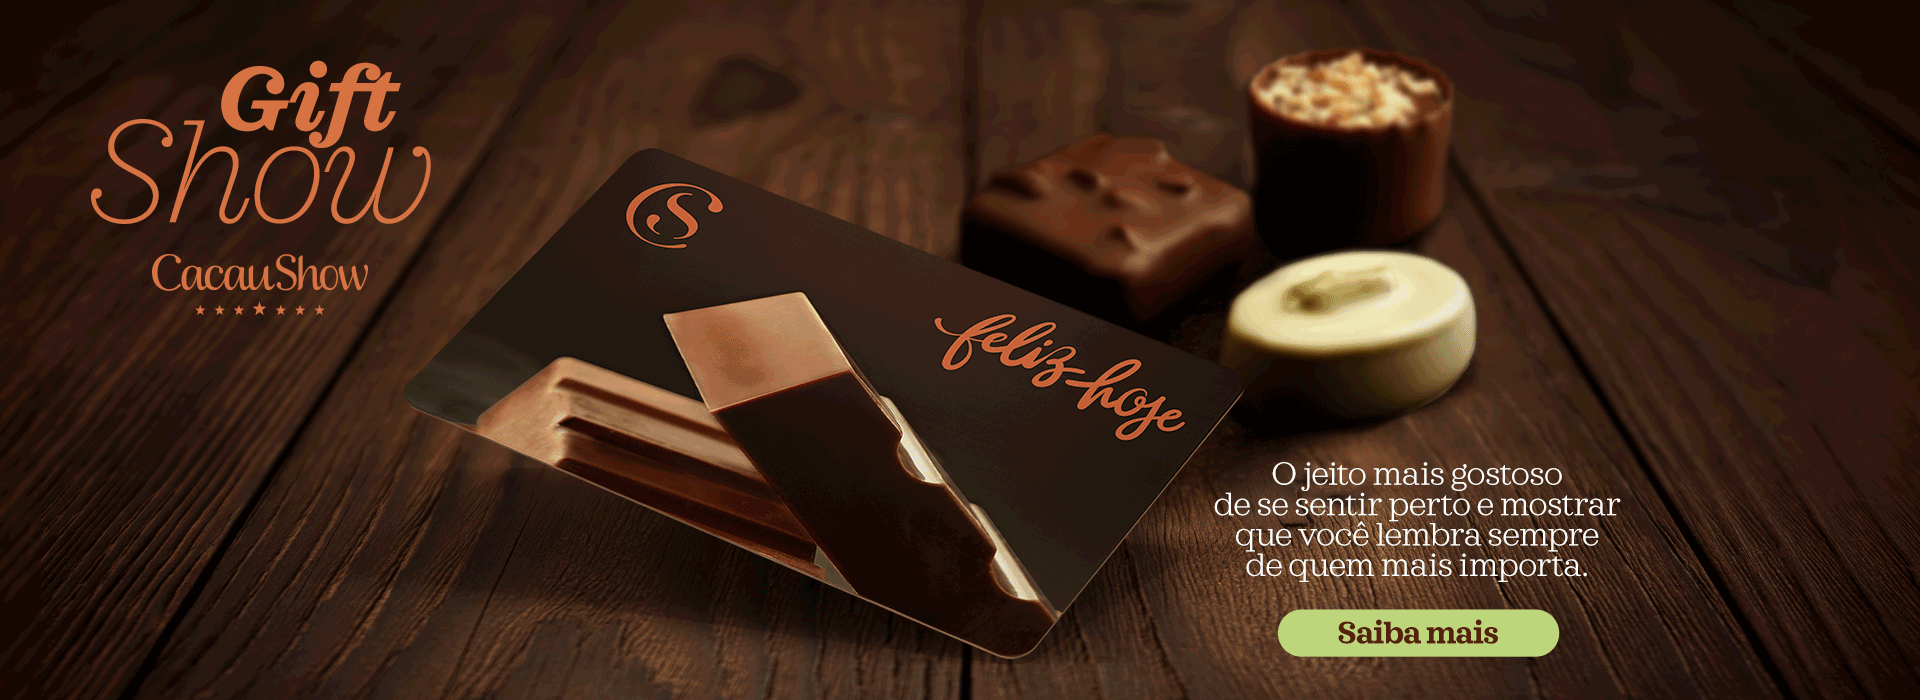 Gift
Show
CacauShow
CS
feliz hoje
O jeito mais gostoso
de se sentir perto e mostrar
que você lembra sempre
de quem mais importa.
Saiba mais